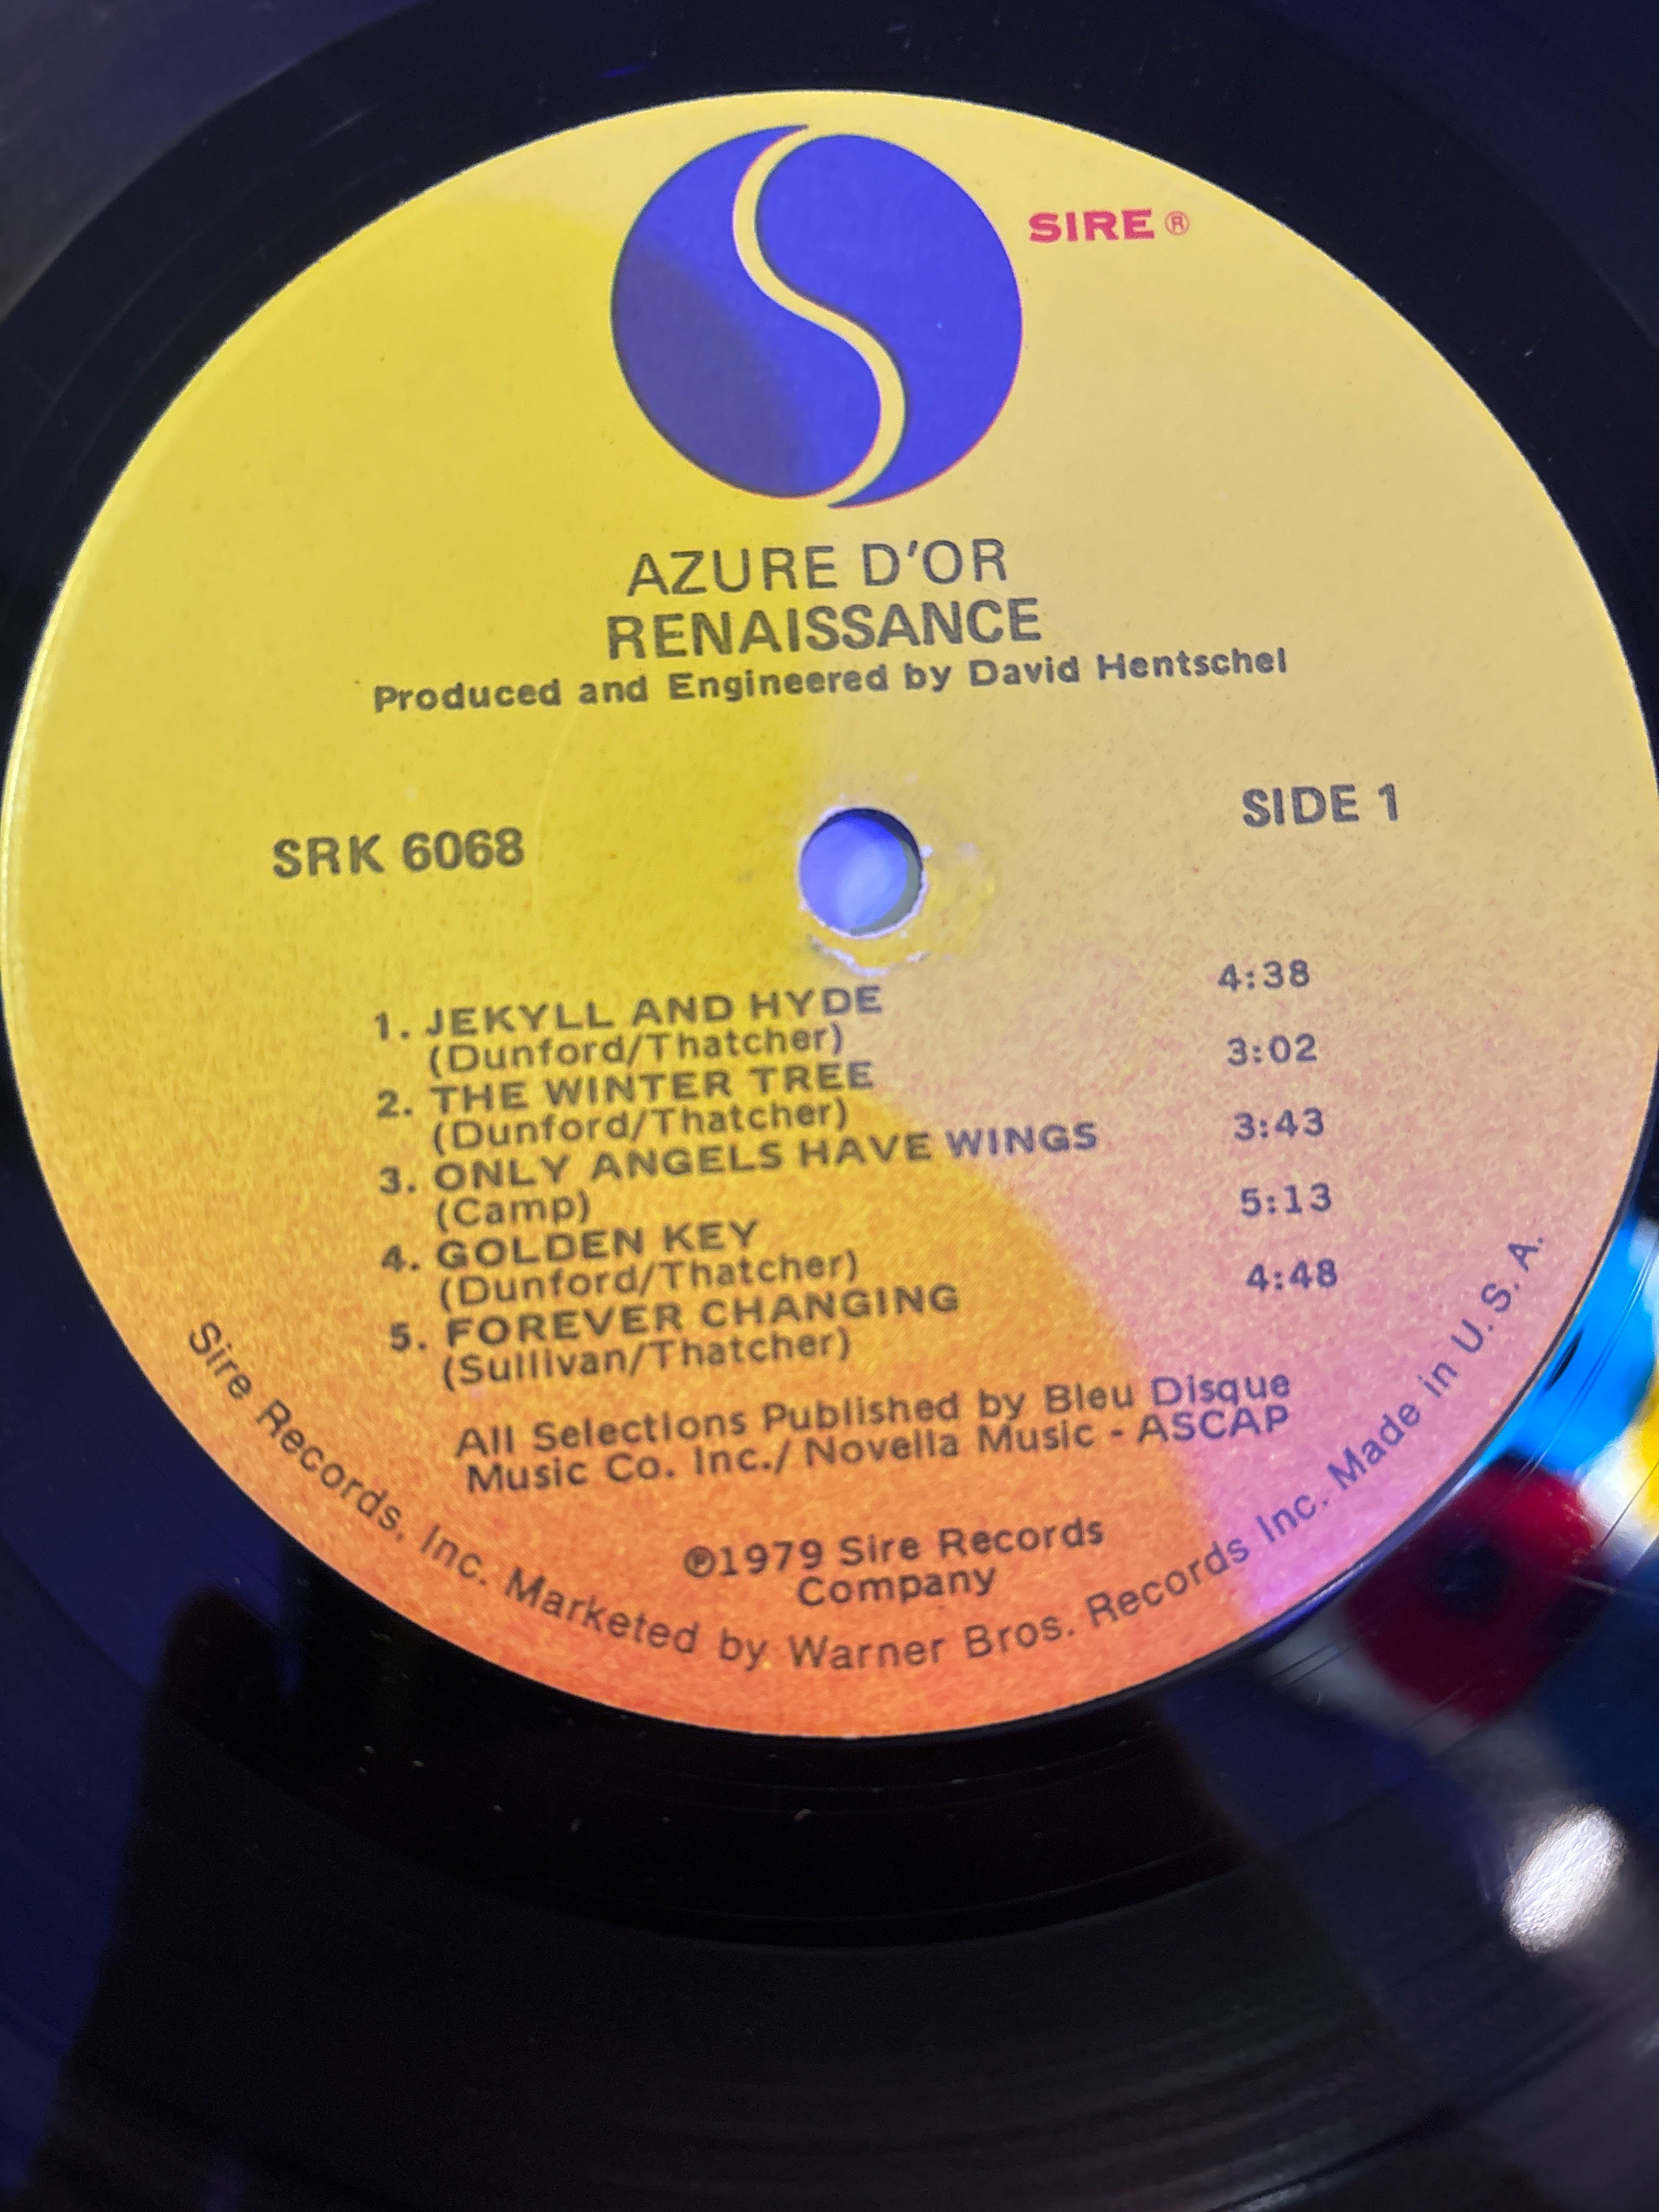 SIRE ®
AZURE D'OR
RENAISSANCE
Produced and Engineered by David Hentschel
SRK 6068
SIDE 1
1. JEKYLL AND HYDE 4:38
(Dunford/Thatcher)
2. THE WINTER TREE 3:02
(Dunford/Thatcher)
3. ONLY ANGELS HAVE WINGS 3:43
(Camp)
4. GOLDEN KEY 5:13
(Dunford/Thatcher)
5. FOREVER CHANGING 4:48
(Sullivan/Thatcher)
All Selections Published by Bleu Disque
Music Co. Inc./ Novella Music - ASCAP
℗1979 Sire Records
Company
Sire Records, Inc. Marketed by Warner Bros. Records Inc. Made in U. S. A.